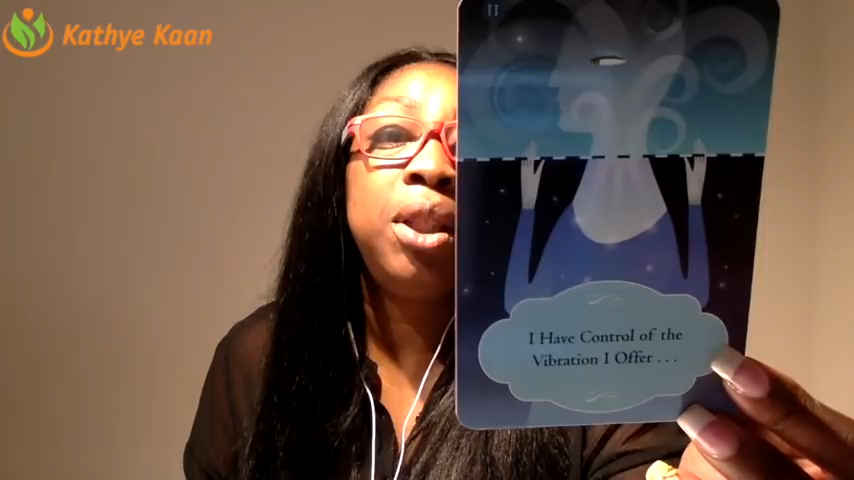 Kathye Kaan
11
I Have Control of the
Vibration I Offer . . .